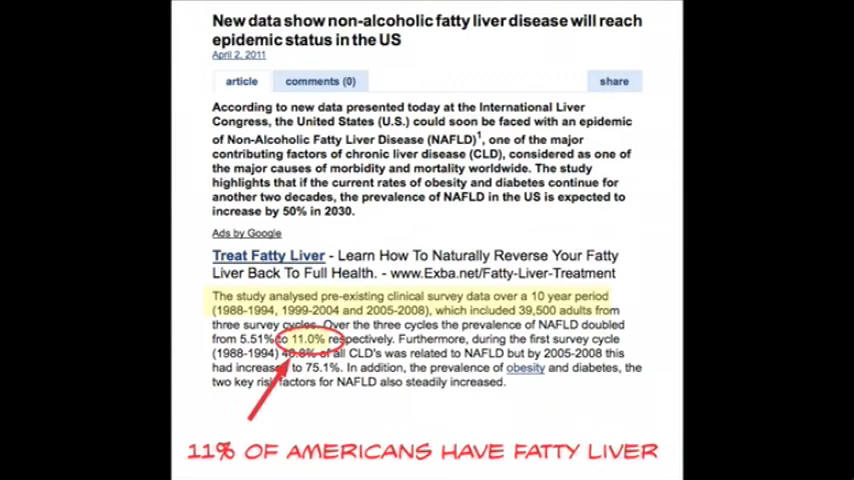 New data show non-alcoholic fatty liver disease will reach
epidemic status in the US
April 2, 2011
article comments (0) share
According to new data presented today at the International Liver
Congress, the United States (U.S.) could soon be faced with an epidemic
of Non-Alcoholic Fatty Liver Disease (NAFLD)¹, one of the major
contributing factors of chronic liver disease (CLD), considered as one of
the major causes of morbidity and mortality worldwide. The study
highlights that if the current rates of obesity and diabetes continue for
another two decades, the prevalence of NAFLD in the US is expected to
increase by 50% in 2030.
Ads by Google
Treat Fatty Liver - Learn How To Naturally Reverse Your Fatty
Liver Back To Full Health. - www.Exba.net/Fatty-Liver-Treatment
The study analysed pre-existing clinical survey data over a 10 year period
(1988-1994, 1999-2004 and 2005-2008), which included 39,500 adults from
three survey cycles. Over the three cycles the prevalence of NAFLD doubled
from 5.51% to 11.0% respectively. Furthermore, during the first survey cycle
(1988-1994) 46.8% of all CLD's was related to NAFLD but by 2005-2008 this
had increased to 75.1%. In addition, the prevalence of obesity and diabetes, the
two key risk factors for NAFLD also steadily increased.
11% OF AMERICANS HAVE FATTY LIVER